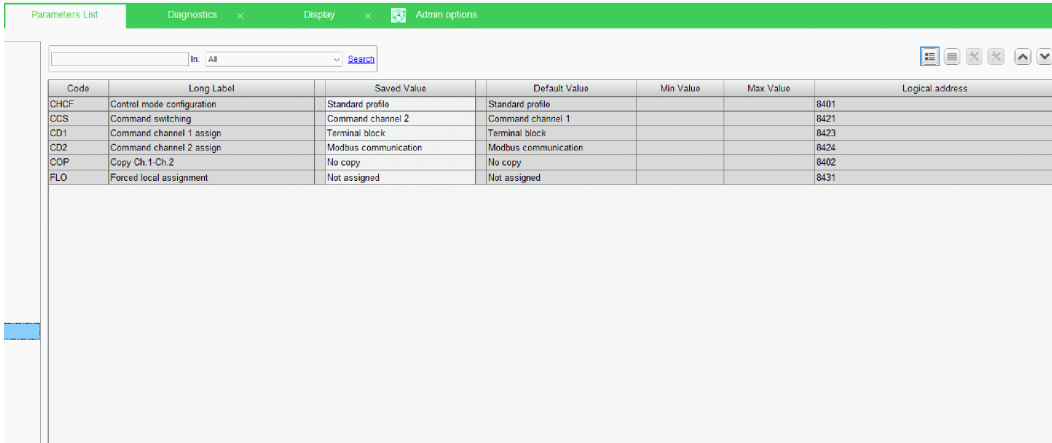 Parameters List Diagnostics × Display × Admin options
In: All Search
Code Long Label Saved Value Default Value Min Value Max Value Logical address
CHCF Control mode configuration Standard profile Standard profile 8401
CCS Command switching Command channel 2 Command channel 1 8421
CD1 Command channel 1 assign Terminal block Terminal block 8423
CD2 Command channel 2 assign Modbus communication Modbus communication 8424
COP Copy Ch.1-Ch.2 No copy No copy 8402
FLO Forced local assignment Not assigned Not assigned 8431